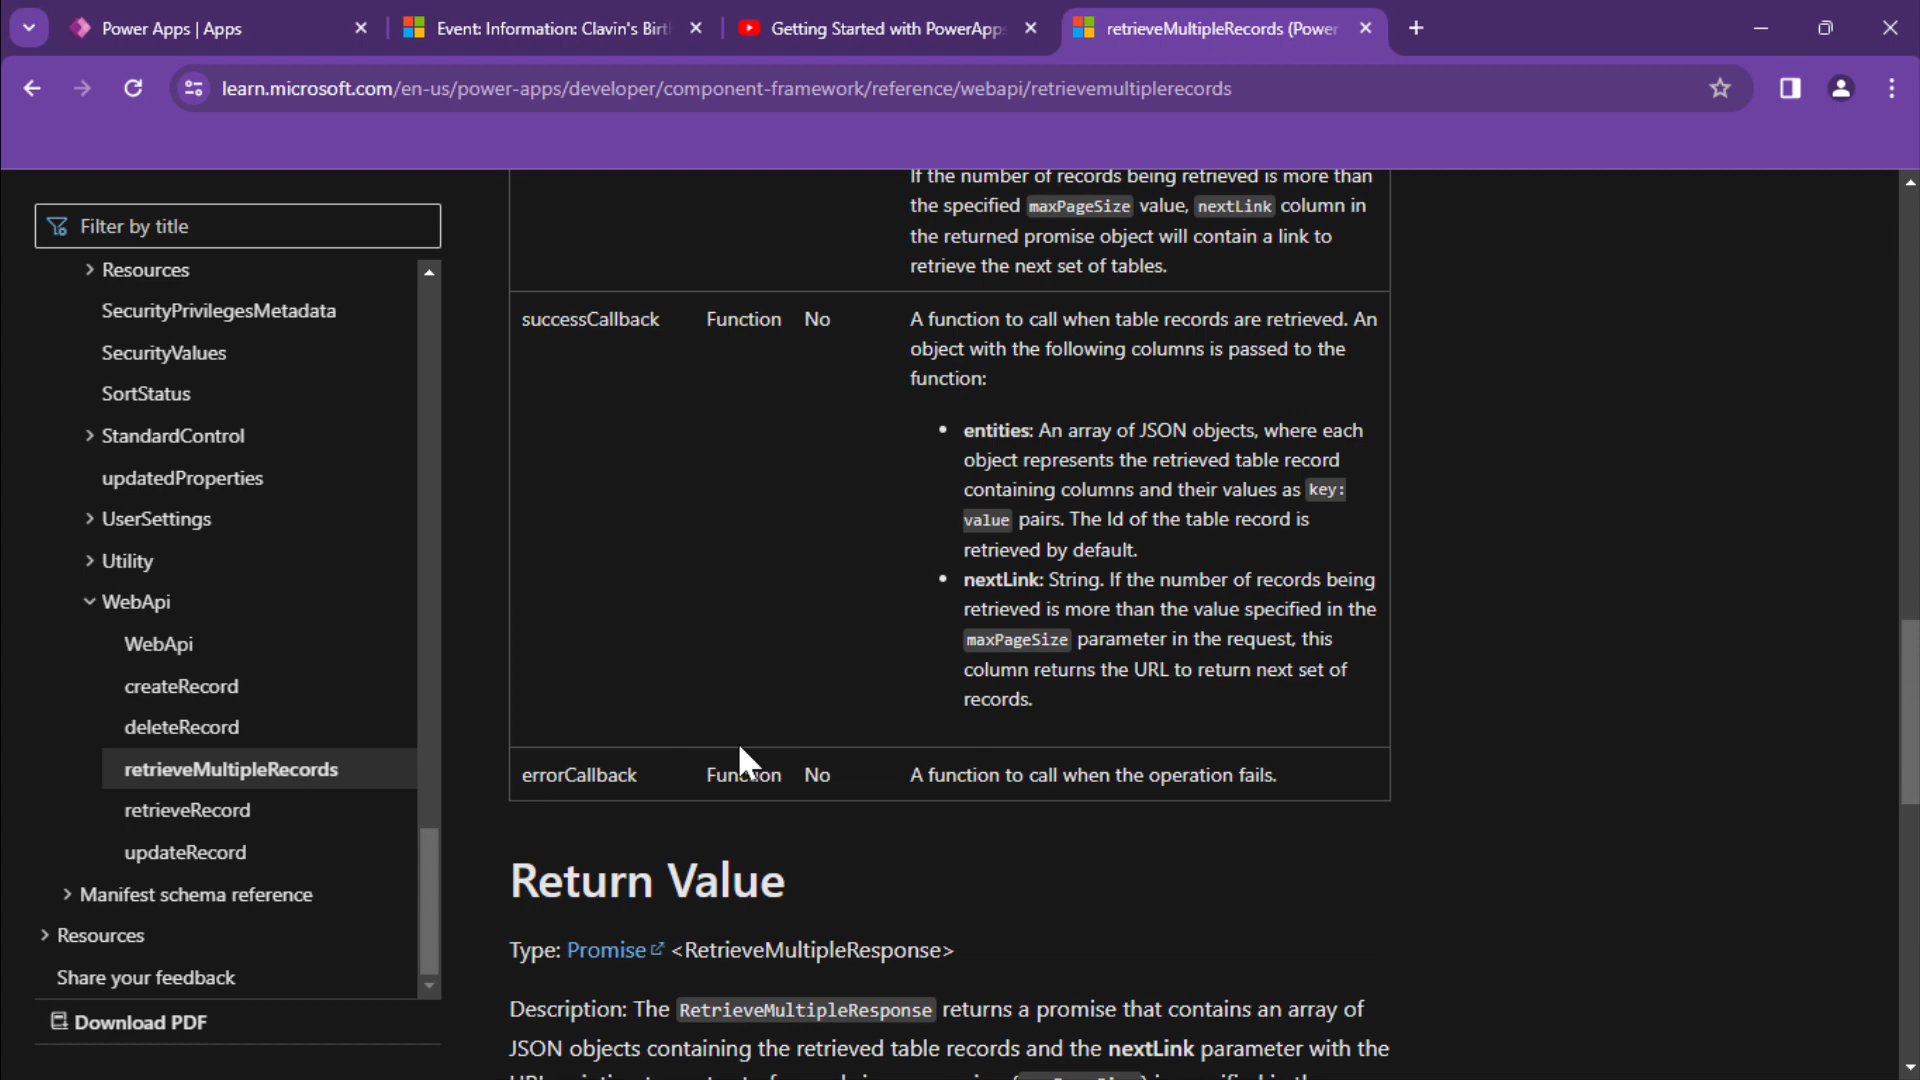 Power Apps | Apps
Event: Information: Clavin's Birt
Getting Started with PowerApps
retrieveMultipleRecords (Power
learn.microsoft.com/en-us/power-apps/developer/component-framework/reference/webapi/retrievemultiplerecords
Filter by title
Resources
SecurityPrivilegesMetadata
SecurityValues
SortStatus
StandardControl
updatedProperties
UserSettings
Utility
WebApi
WebApi
createRecord
deleteRecord
retrieveMultipleRecords
retrieveRecord
updateRecord
Manifest schema reference
Resources
Share your feedback
Download PDF
If the number of records being retrieved is more than
the specified maxPageSize value, nextLink column in
the returned promise object will contain a link to
retrieve the next set of tables.
successCallback Function No A function to call when table records are retrieved. An
object with the following columns is passed to the
function:
• entities: An array of JSON objects, where each
object represents the retrieved table record
containing columns and their values as key:
value pairs. The Id of the table record is
retrieved by default.
• nextLink: String. If the number of records being
retrieved is more than the value specified in the
maxPageSize parameter in the request, this
column returns the URL to return next set of
records.
errorCallback Function No A function to call when the operation fails.
Return Value
Type: Promise <RetrieveMultipleResponse>
Description: The RetrieveMultipleResponse returns a promise that contains an array of
JSON objects containing the retrieved table records and the nextLink parameter with the